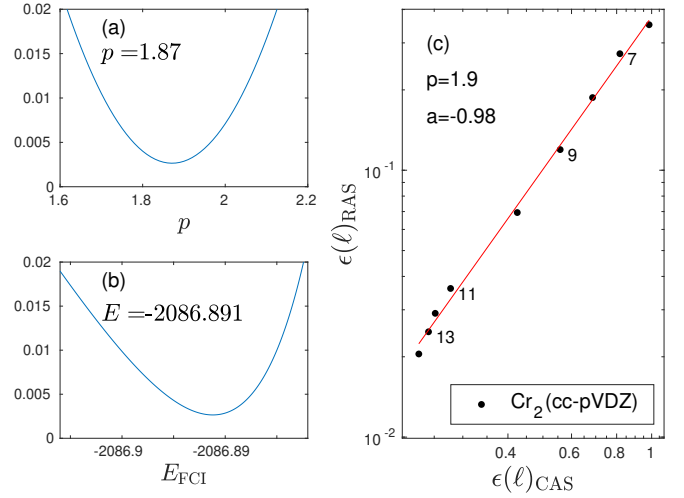 0.02
(a)
p=1.87
0.015
0.01
0.005
0
1.6
1.8
2
2.2
p
0.02
(b)
E=-2086.891
0.015
0.01
0.005
0
-2086.9
-2086.89
E_FCI
(c)
p=1.9
a=-0.98
7
9
11
13
10^-1
10^-2
ϵ(ℓ)_RAS
Cr_2(cc-pVDZ)
0.4
0.6
0.8
1
ϵ(ℓ)_CAS